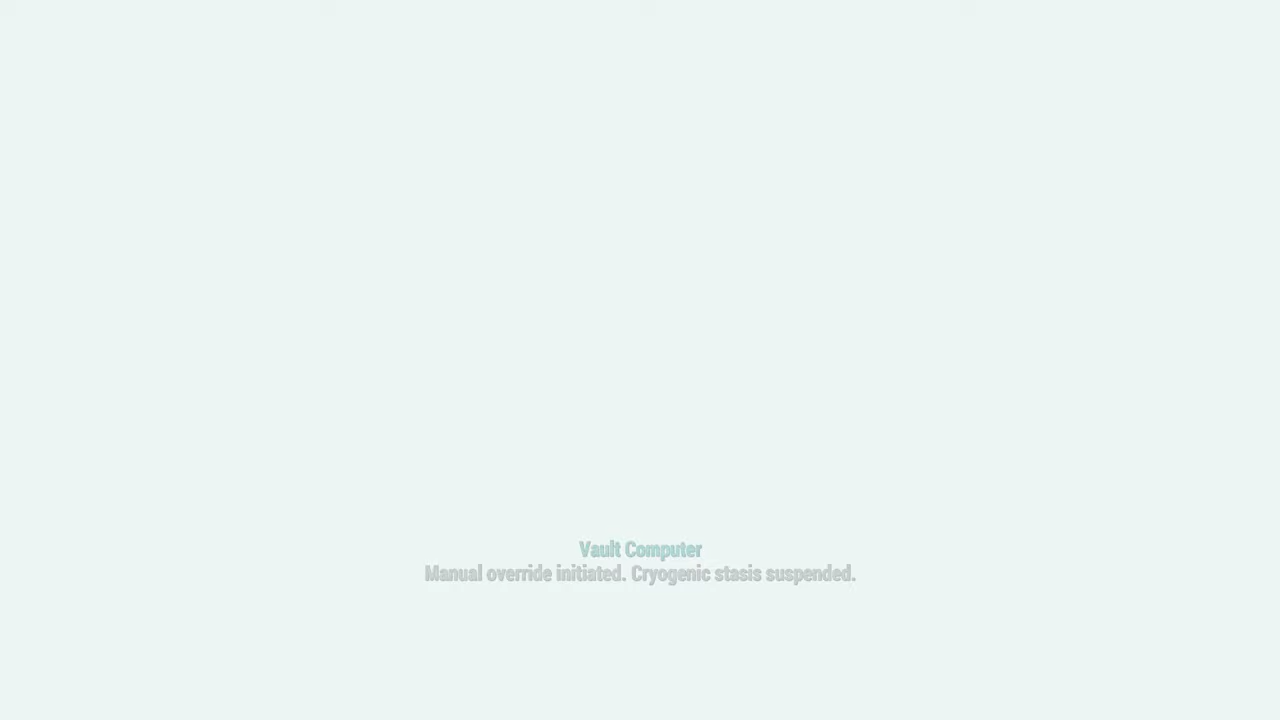 Vault Computer
Manual override initiated. Cryogenic stasis suspended.